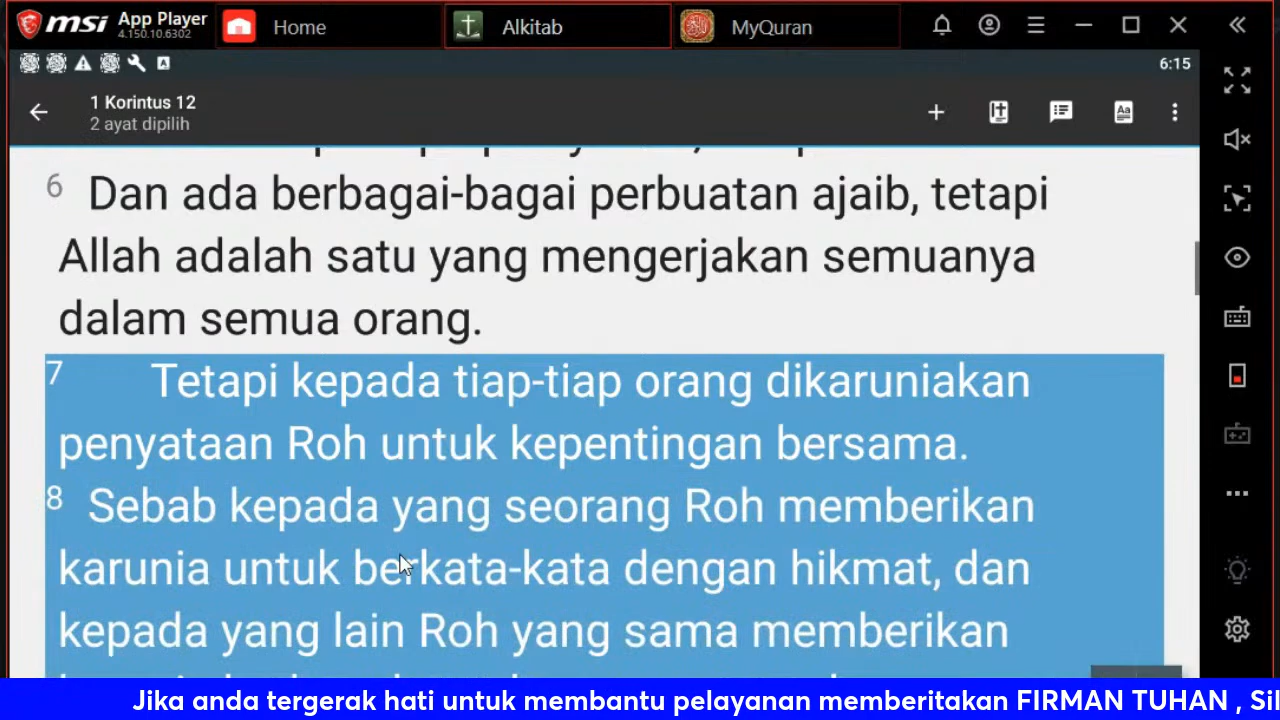 msi App Player
4.150.10.6302
Home
Alkitab
MyQuran
6:15
1 Korintus 12
2 ayat dipilih
6 Dan ada berbagai-bagai perbuatan ajaib, tetapi
Allah adalah satu yang mengerjakan semuanya
dalam semua orang.
7 Tetapi kepada tiap-tiap orang dikaruniakan
penyataan Roh untuk kepentingan bersama.
8 Sebab kepada yang seorang Roh memberikan
karunia untuk berkata-kata dengan hikmat, dan
kepada yang lain Roh yang sama memberikan
Jika anda tergerak hati untuk membantu pelayanan memberitakan FIRMAN TUHAN , Sil